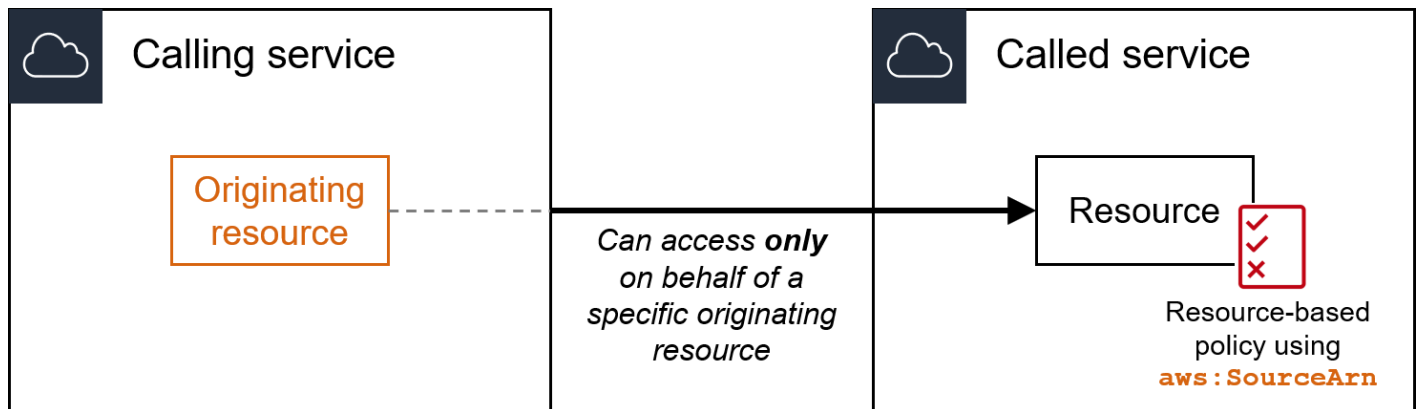 Calling service
Called service
Originating
resource
Resource
Can access only
on behalf of a
specific originating
resource
Resource-based
policy using
aws:SourceArn